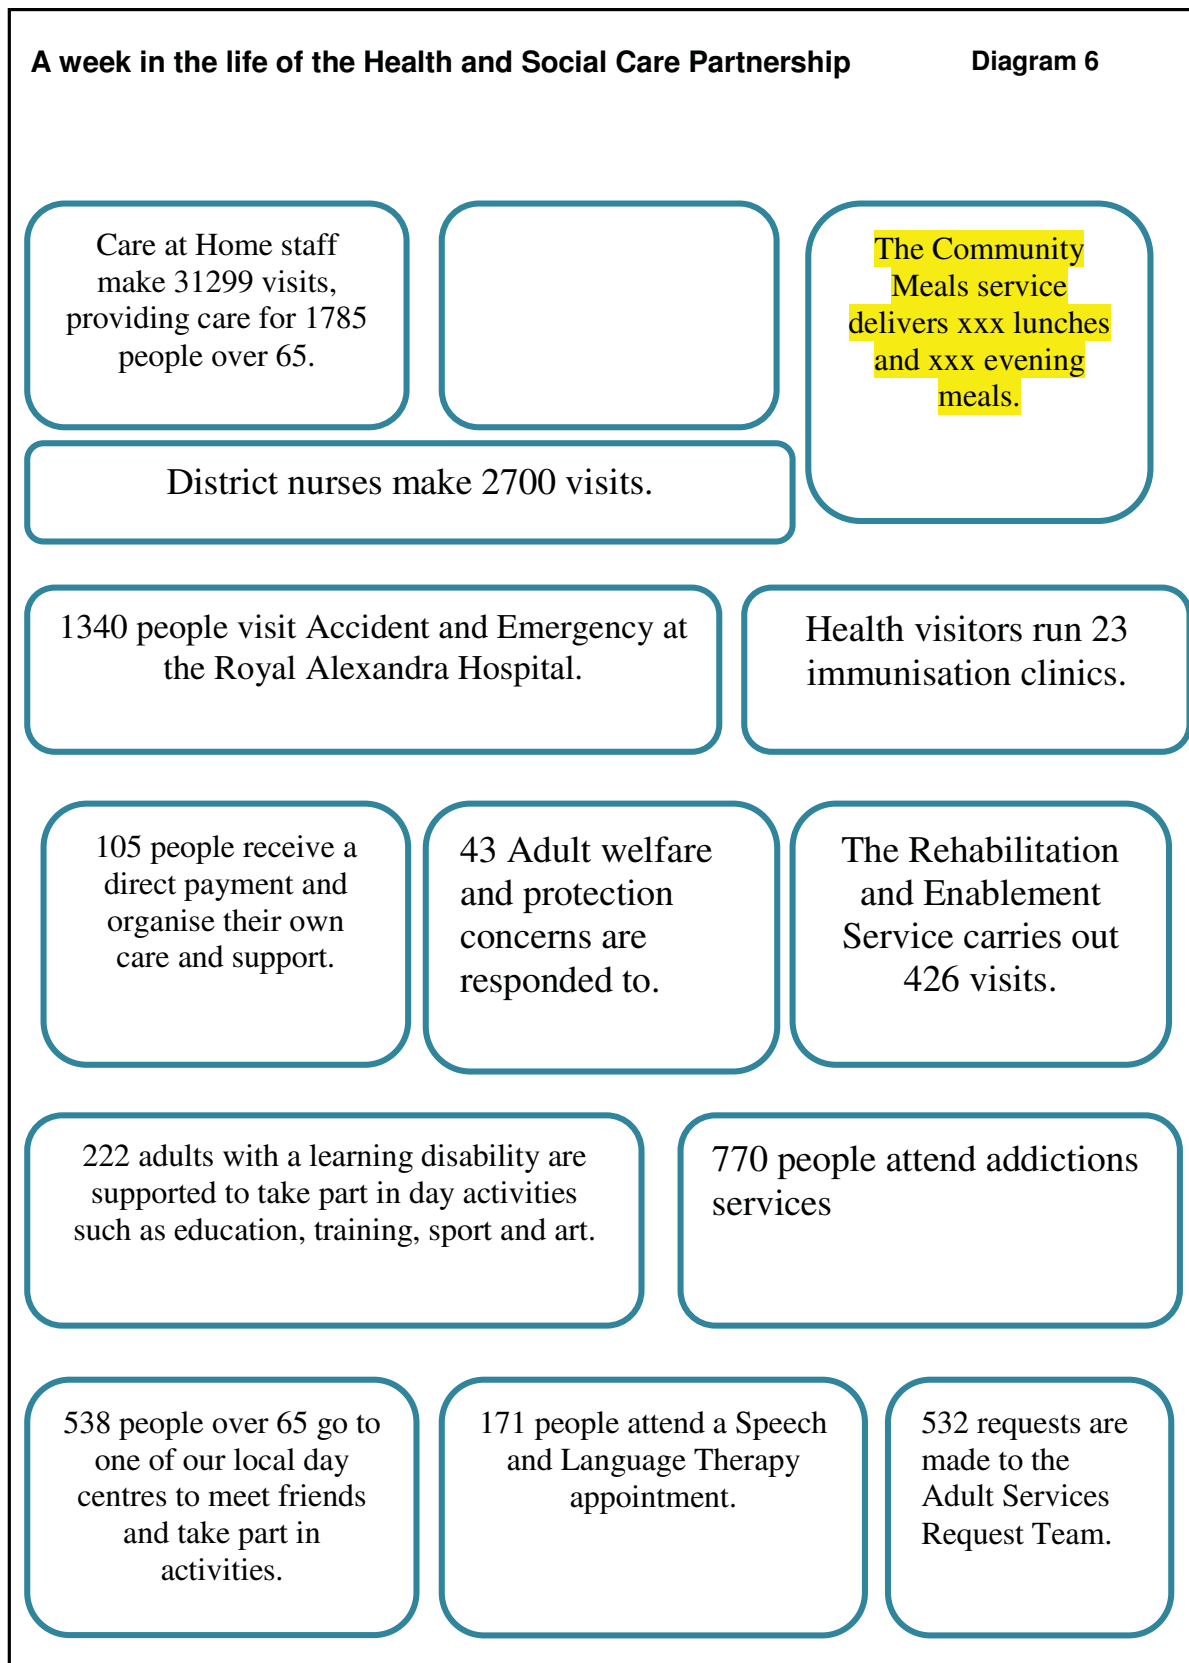 A week in the life of the Health and Social Care Partnership Diagram 6
Care at Home staff
make 31299 visits,
providing care for 1785
people over 65.
The Community
Meals service
delivers xxx lunches
and xxx evening
meals.
District nurses make 2700 visits.
1340 people visit Accident and Emergency at
the Royal Alexandra Hospital.
Health visitors run 23
immunisation clinics.
105 people receive a
direct payment and
organise their own
care and support.
43 Adult welfare
and protection
concerns are
responded to.
The Rehabilitation
and Enablement
Service carries out
426 visits.
222 adults with a learning disability are
supported to take part in day activities
such as education, training, sport and art.
770 people attend addictions
services
538 people over 65 go to
one of our local day
centres to meet friends
and take part in
activities.
171 people attend a Speech
and Language Therapy
appointment.
532 requests are
made to the
Adult Services
Request Team.